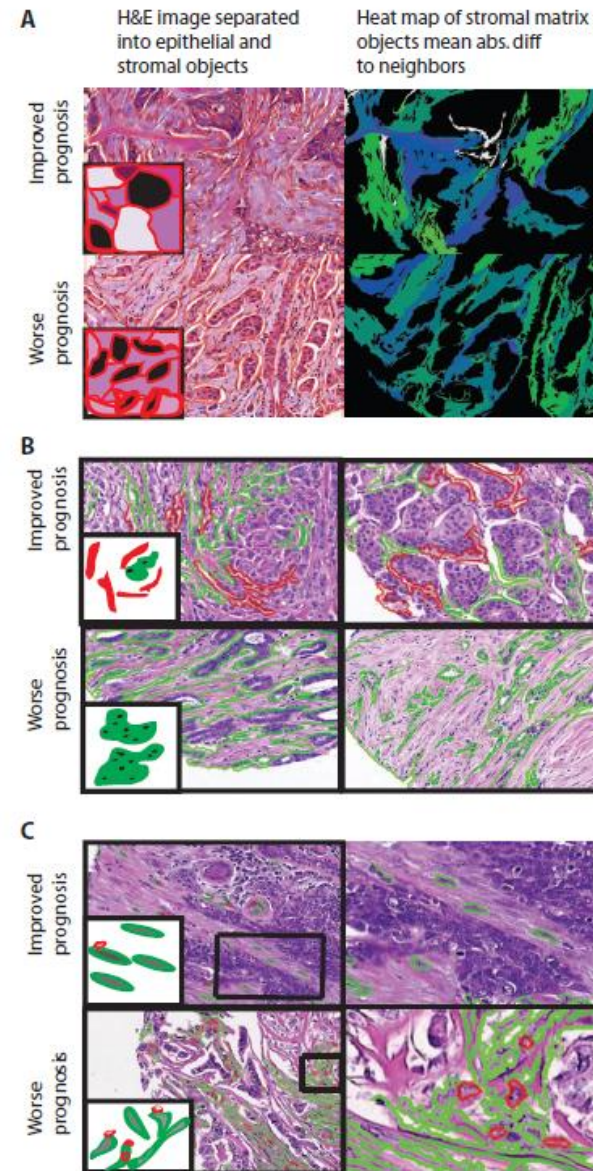 A
H&E image separated
into epithelial and
stromal objects
Heat map of stromal matrix
objects mean abs. diff
to neighbors
Improved
prognosis
Worse
prognosis
B
Improved
prognosis
Worse
prognosis
C
Improved
prognosis
Worse
prognosis